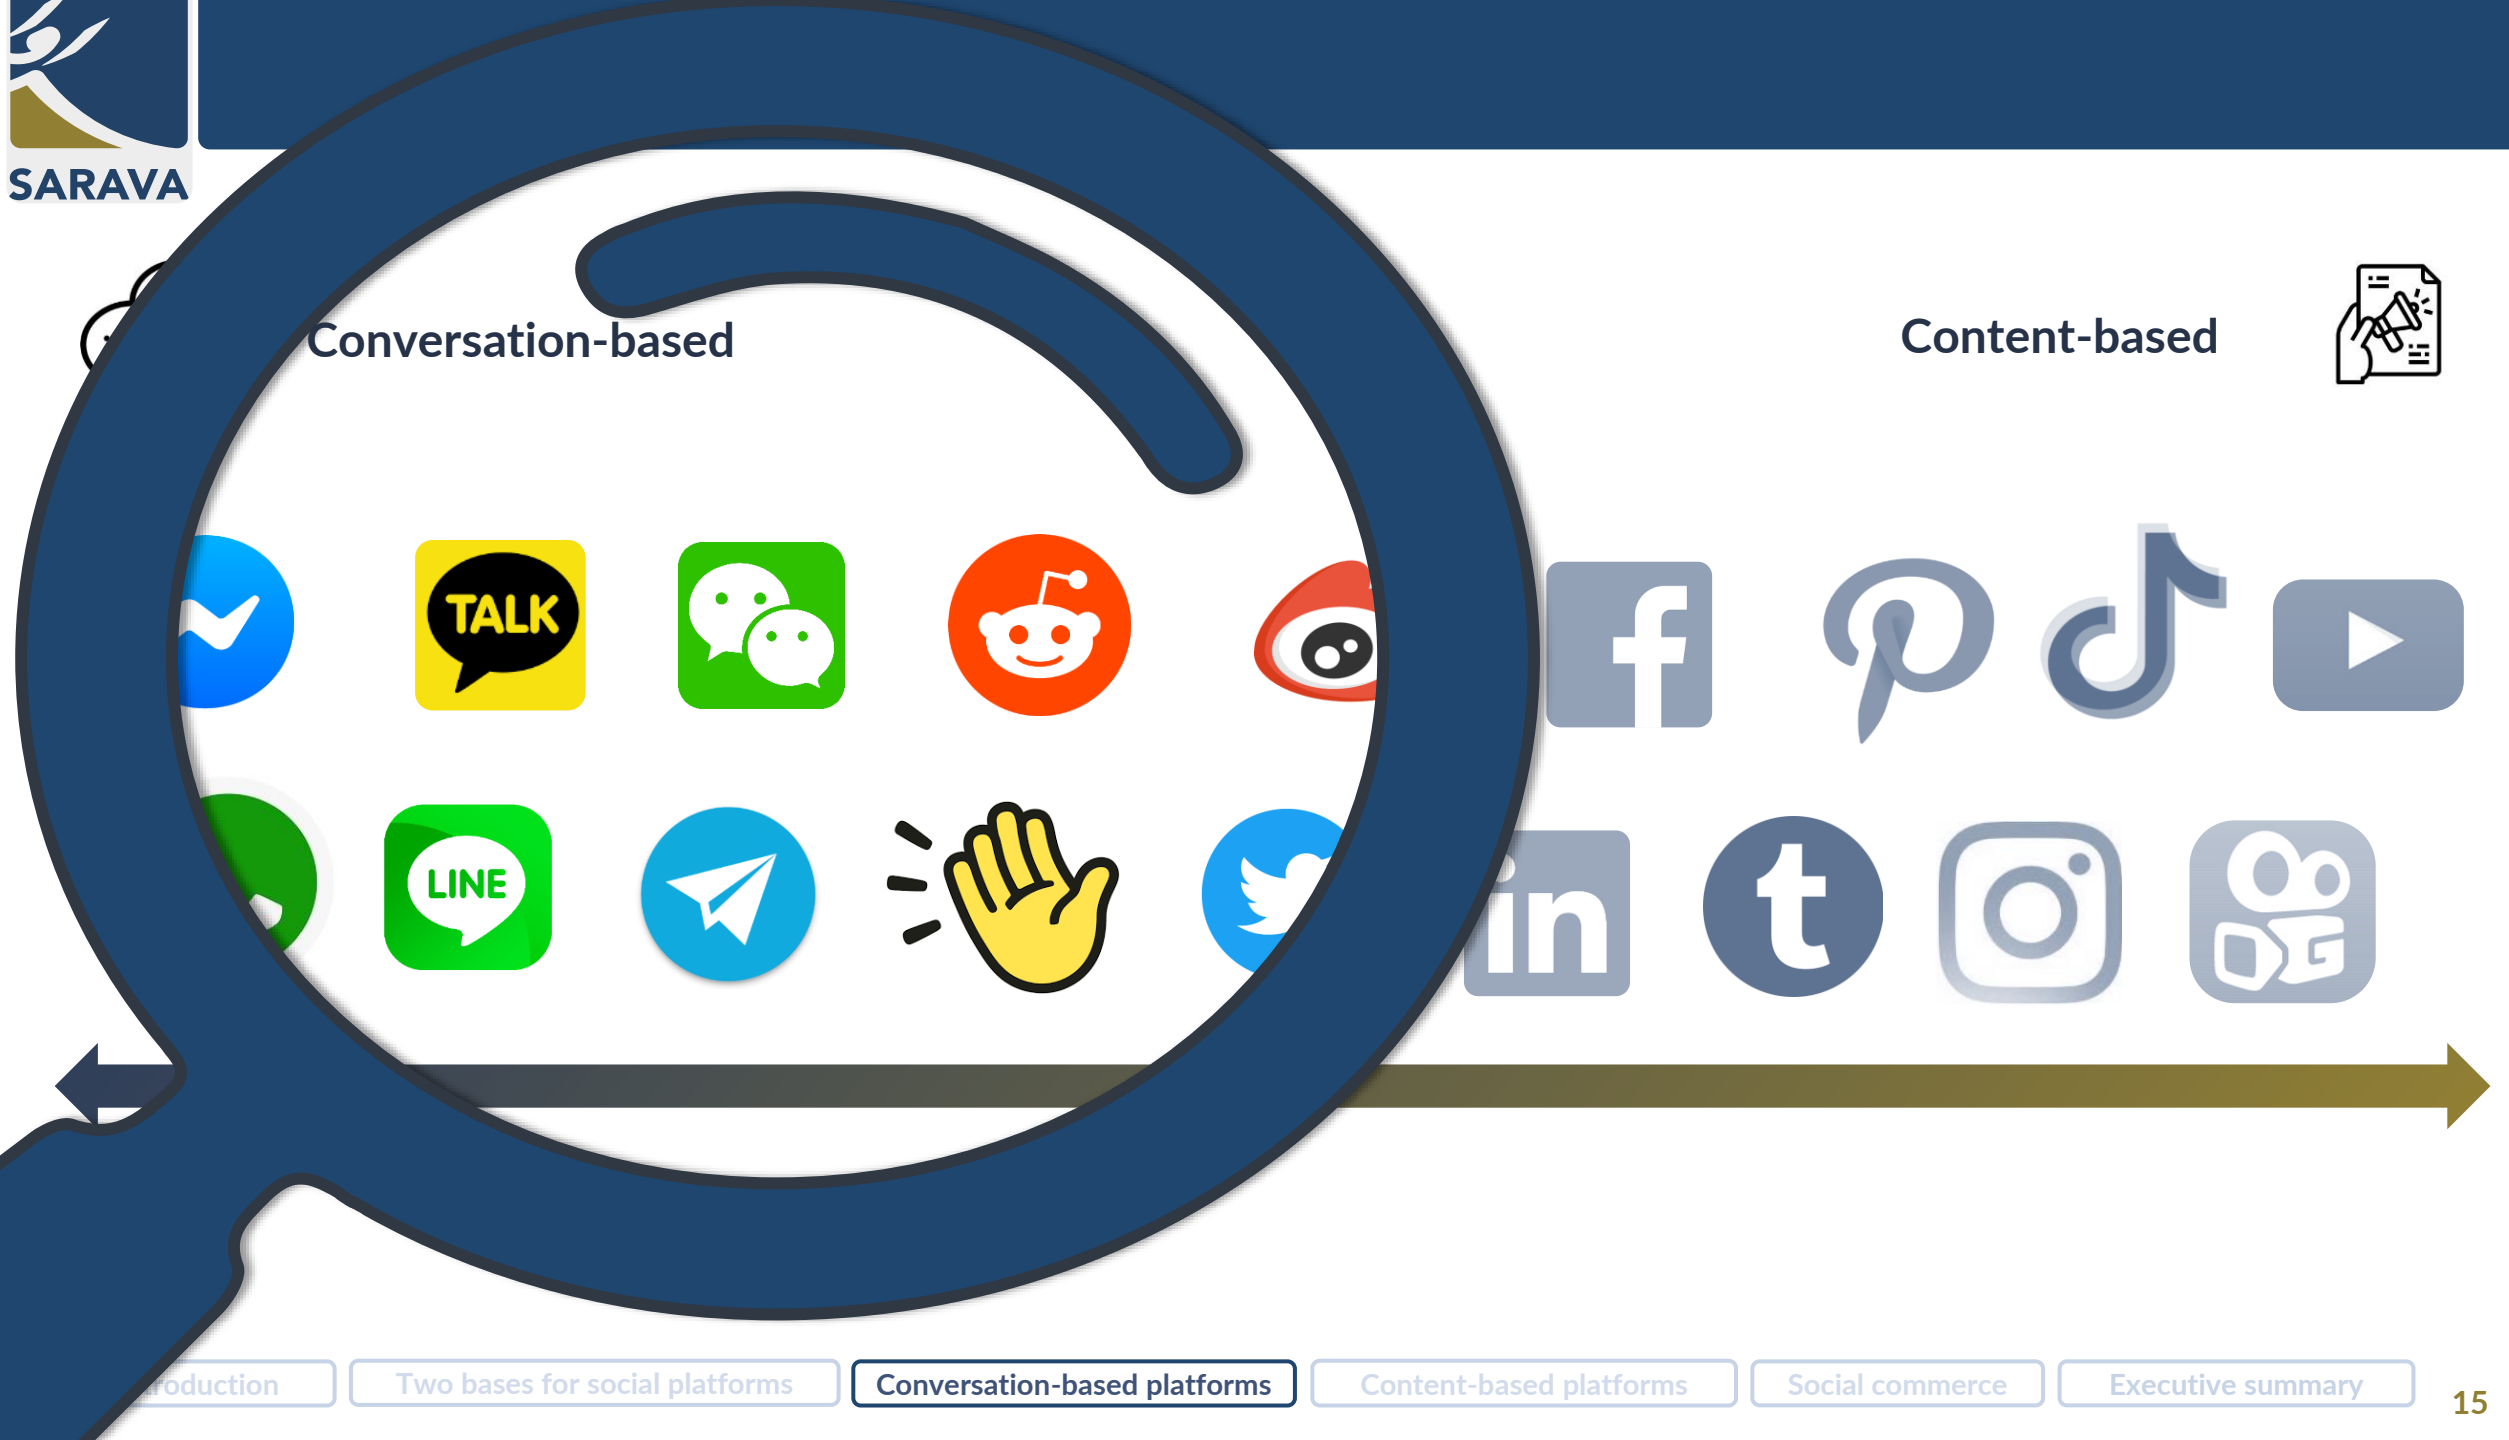 SARAVA
Conversation-based
Content-based
TALK
LINE
in
t
roduction
Two bases for social platforms
Conversation-based platforms
Content-based platforms
Social commerce
Executive summary
15